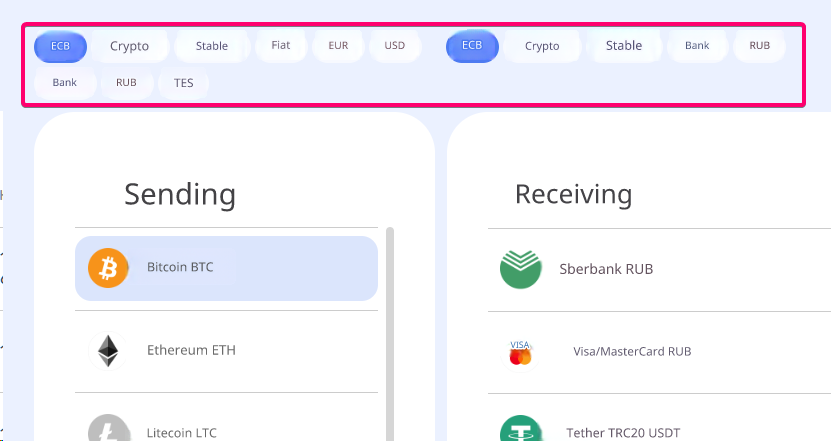 ECB Crypto Stable Fiat EUR USD
Bank RUB TES
ECB Crypto Stable Bank RUB
Sending
Bitcoin BTC
Ethereum ETH
Litecoin LTC
Receiving
Sberbank RUB
VISA
Visa/MasterCard RUB
Tether TRC20 USDT